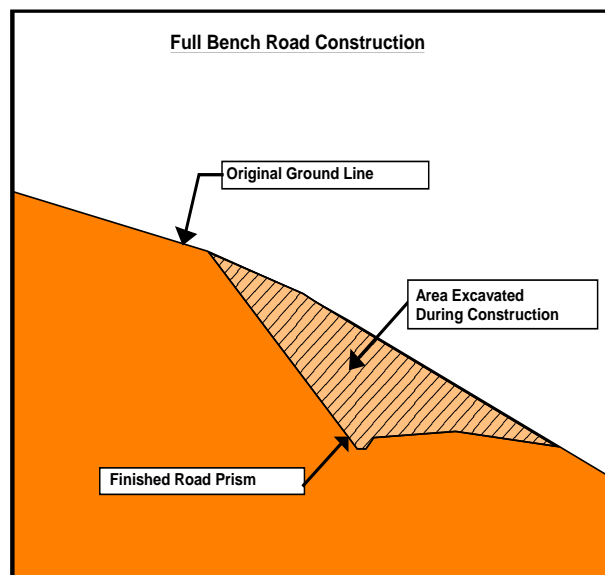 Full Bench Road Construction
Original Ground Line
Area Excavated
During Construction
Finished Road Prism